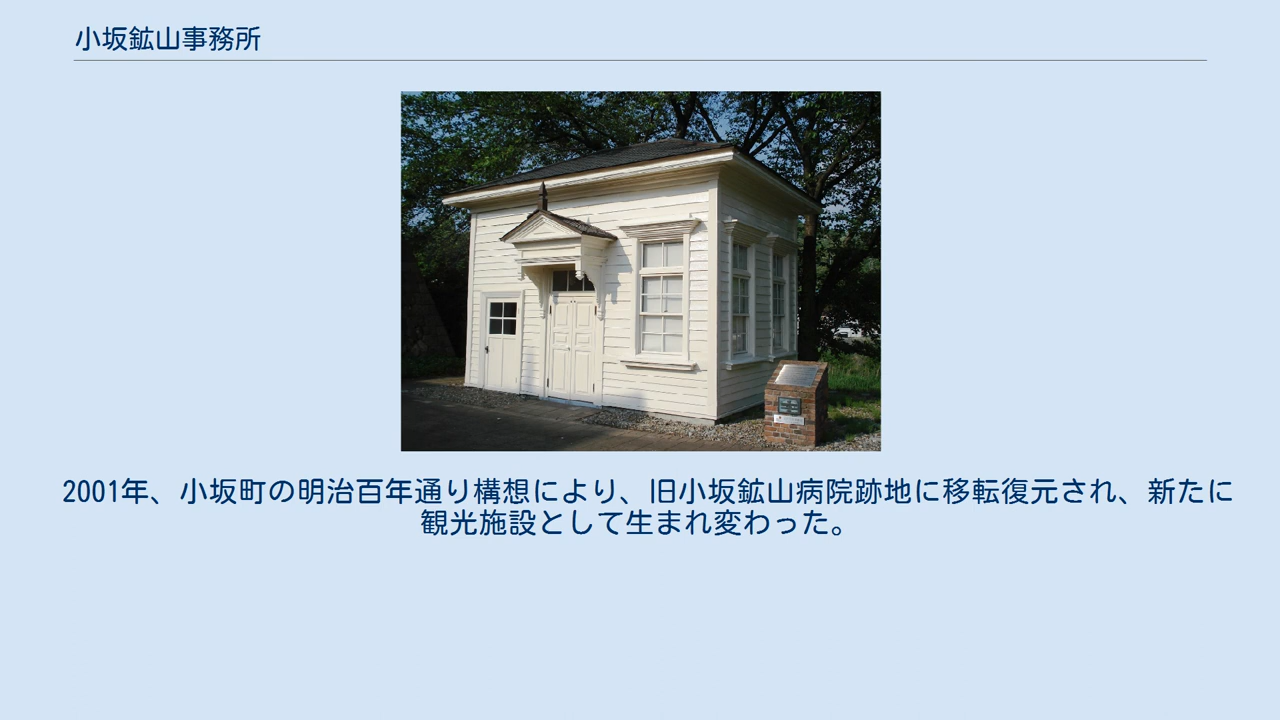 小坂鉱山事務所
2001年、小坂町の明治百年通り構想により、旧小坂鉱山病院跡地に移転復元され、新たに
観光施設として生まれ変わった。